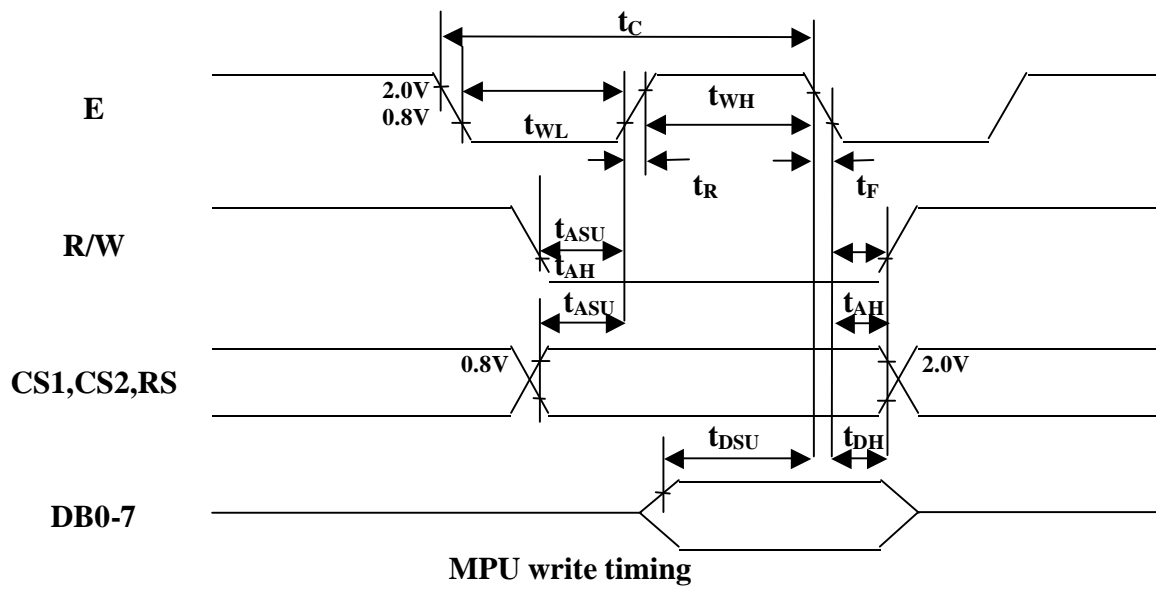 tC
E
2.0V
0.8V
tWL
tWH
tR
tF
R/W
tASU
tAH
tASU
tAH
CS1,CS2,RS
0.8V
2.0V
tDSU
tDH
DB0-7
MPU write timing